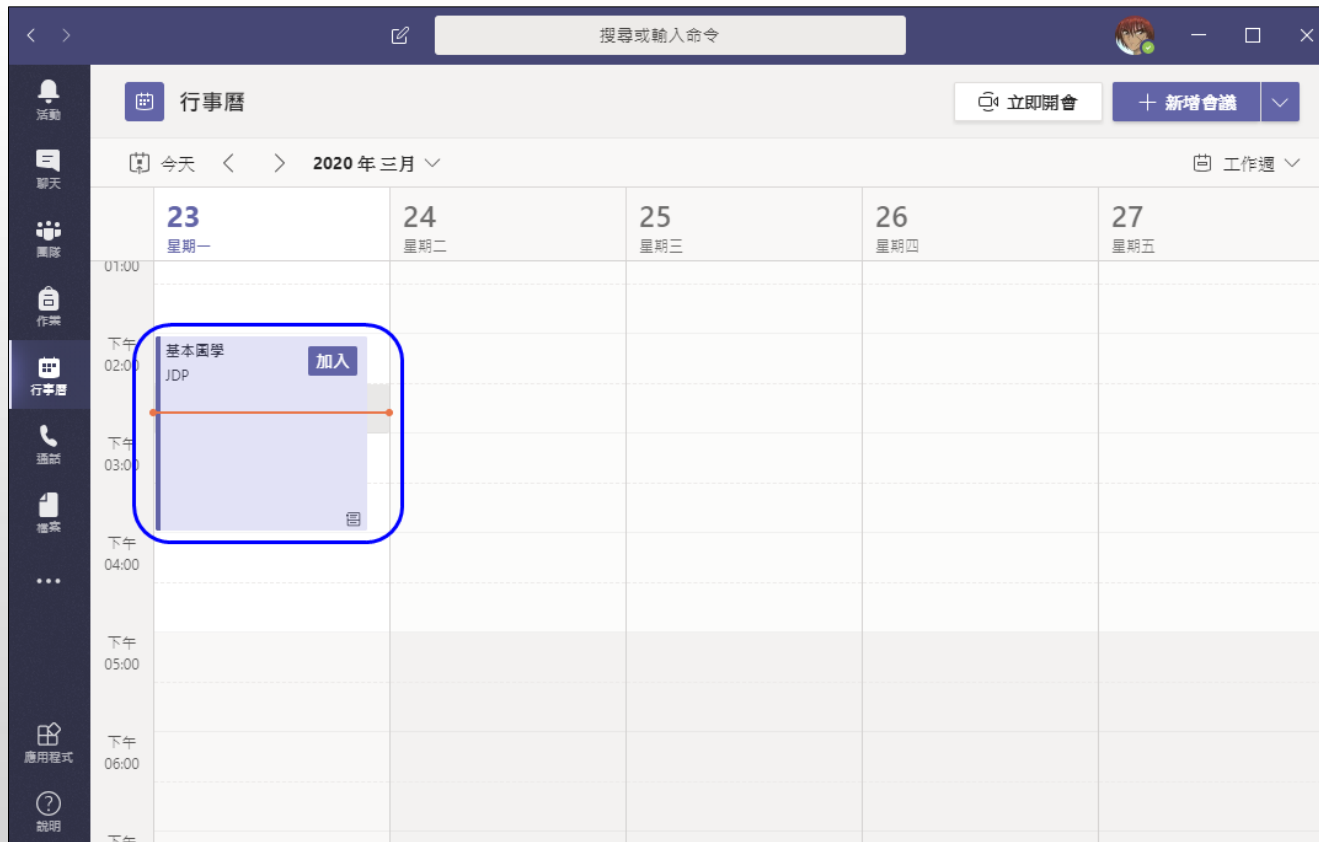 搜尋或輸入命令
活動
聊天
團隊
作業
行事曆
通話
檔案
應用程式
說明
行事曆
立即開會
新增會議
今天
2020 年 三月
工作週
23
星期一
24
星期二
25
星期三
26
星期四
27
星期五
01:00
下午
02:00
下午
03:00
下午
04:00
下午
05:00
下午
06:00
下午
基本圖學
加入
JDP